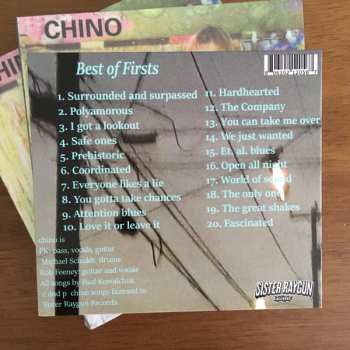 CHINO
Best of Firsts
1. Surrounded and surpassed
2. Polyamorous
3. I got a lookout
4. Safe ones
5. Prehistoric
6. Coordinated
7. Everyone likes a lie
8. You gotta take chances
9. Attention blues
10. Love it or leave it
11. Hardhearted
12. The Company
13. You can take me over
14. We just wanted
15. Et. al. blues
16. Open all night
17. World of sound
18. The only one
19. The great shakes
20. Fascinated
chino is
PK: bass, vocals, guitar
Michael Schuldt: drums
Rob Feeney: guitar and vocals
All songs by Paul Kowalchuk
c and p chino songs licensed to
Sister Raygun Records.
SISTER RAYGUN
RECORDS